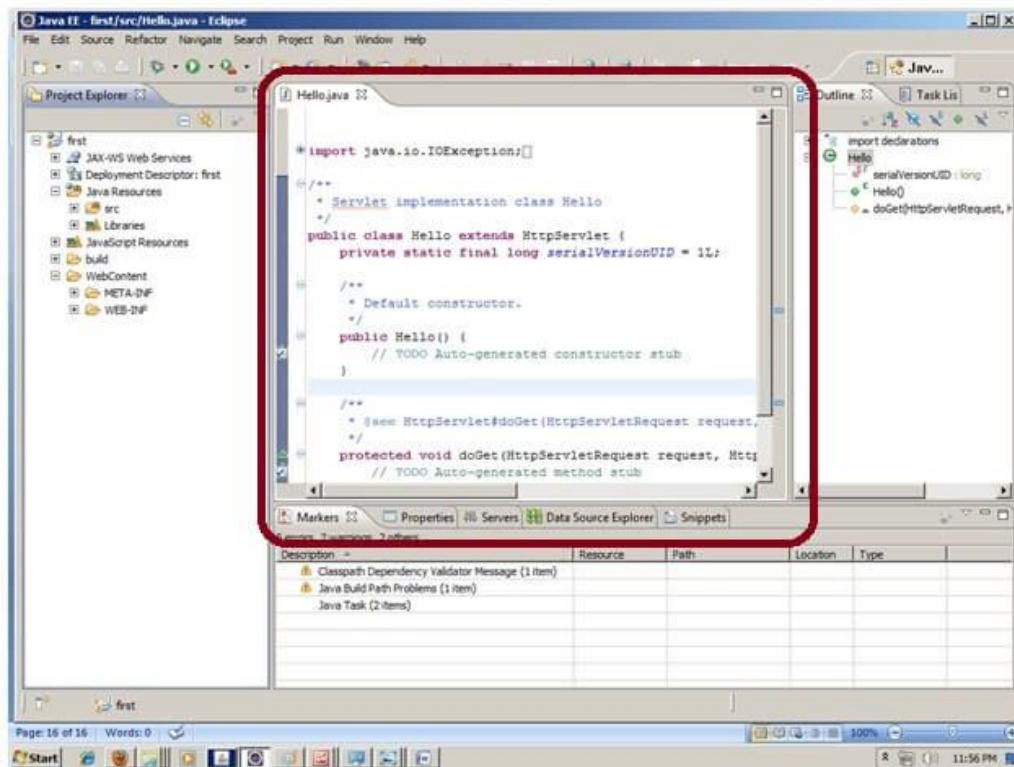 Java EE - first/src/Hello.java - Eclipse
File Edit Source Refactor Navigate Search Project Run Window Help
Jav...
Project Explorer
first
JAX-WS Web Services
Deployment Descriptor: first
Java Resources
src
Libraries
JavaScript Resources
build
WebContent
META-INF
WEB-INF
Hello.java
import java.io.IOException;
/**
* Servlet implementation class Hello
*/
public class Hello extends HttpServlet {
private static final long serialVersionUID = 1L;
/**
* Default constructor.
*/
public Hello() {
// TODO Auto-generated constructor stub
}
/**
* @see HttpServlet#doGet(HttpServletRequest request,
*/
protected void doGet(HttpServletRequest request, Http
// TODO Auto-generated method stub
Outline Task Lis
import declarations
Hello
serialVersionUID : long
Hello()
doGet(HttpServletRequest, H
Markers Properties Servers Data Source Explorer Snippets
errors, 7 warnings, 2 others
Description Resource Path Location Type
Classpath Dependency Validator Message (1 item)
Java Build Path Problems (1 item)
Java Task (2 items)
first
Page: 16 of 16 Words: 0 100%
Start 11:56 PM